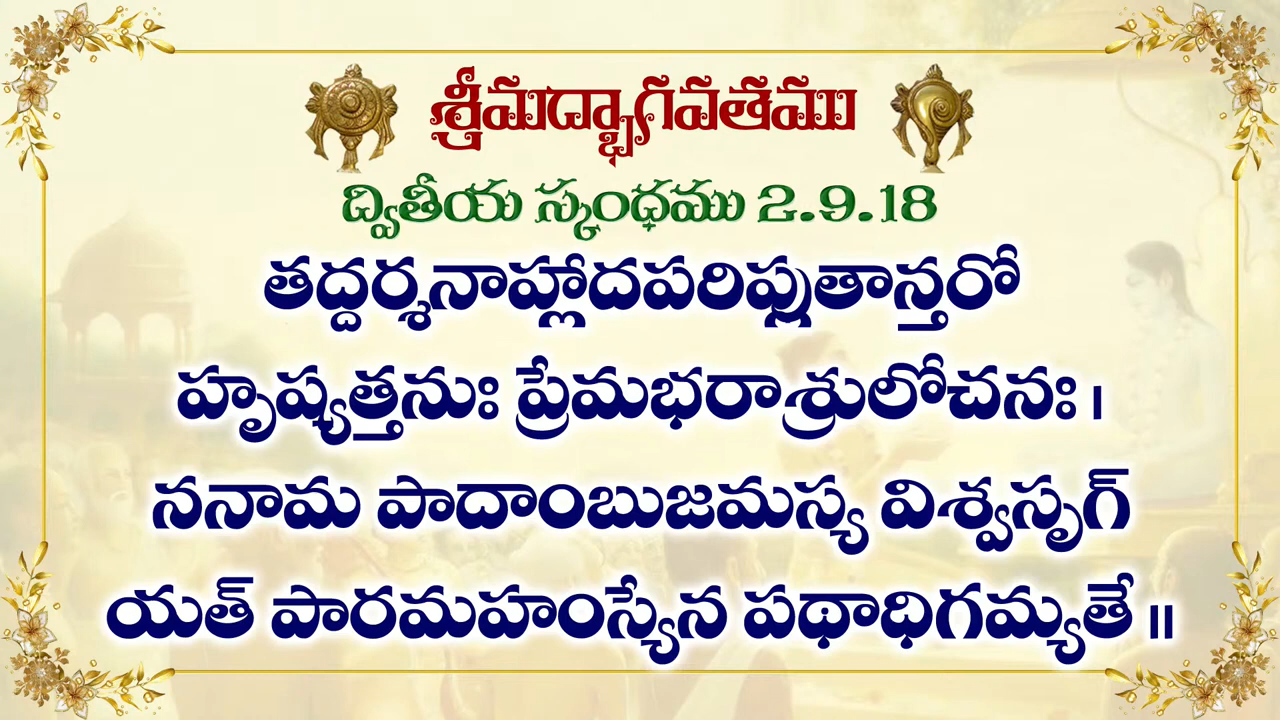 శ్రీమద్భాగవతము
ద్వితీయ స్కంధము 2.9.18
తద్దర్శనాహ్లాదపరిప్లుతాన్తరో
హృష్యత్తనుః ప్రేమభరాశ్రులోచనః ।
ననామ పాదాంబుజమస్య విశ్వసృగ్
యత్ పారమహంస్యేన పథాధిగమ్యతే ॥